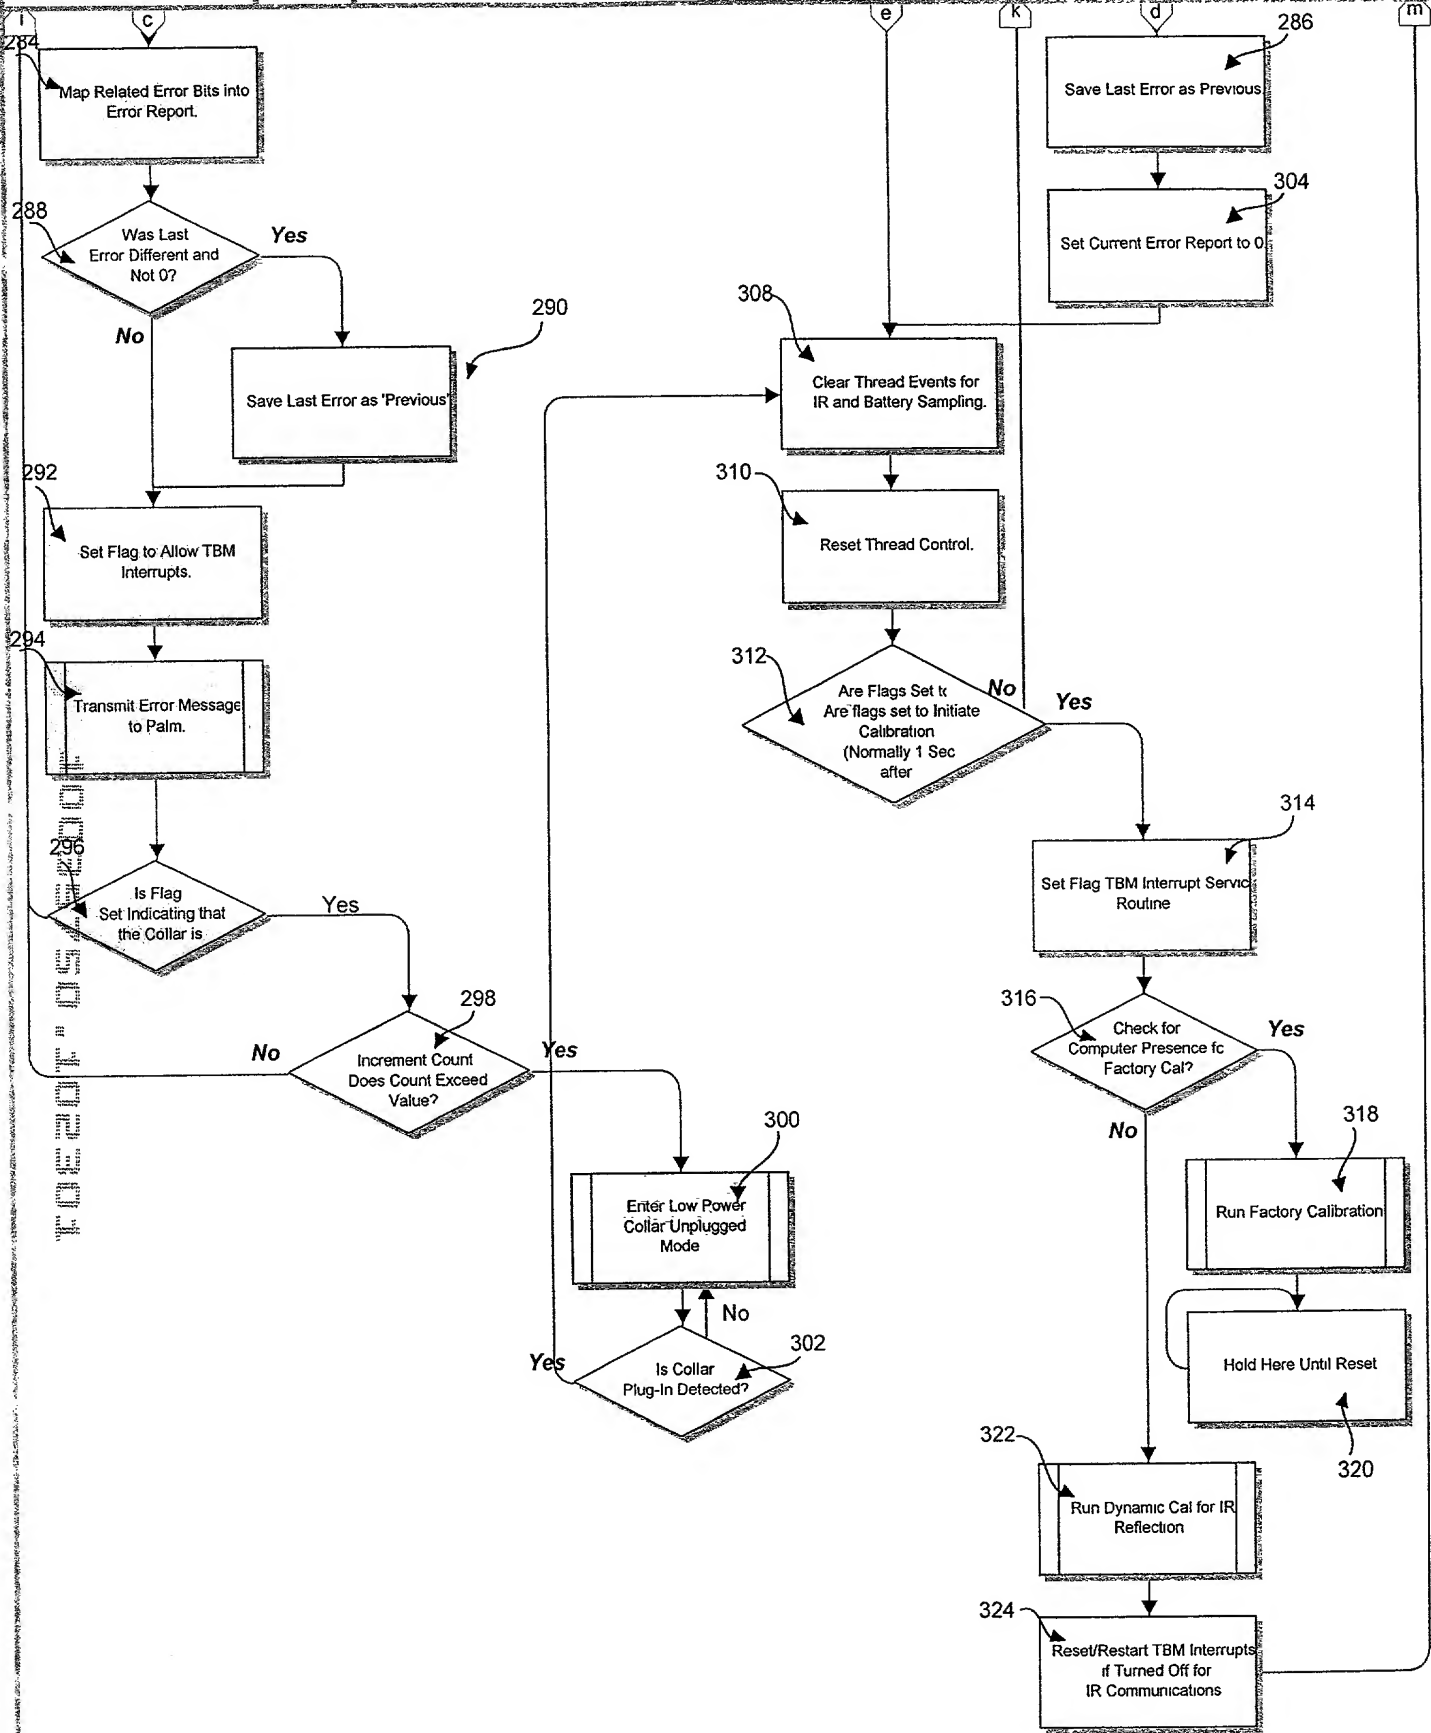 i
c
e
k
d
m
284
Map Related Error Bits into
Error Report.
286
Save Last Error as Previous
304
Set Current Error Report to 0
288
Was Last
Error Different and
Not 0?
Yes
No
290
Save Last Error as 'Previous'
308
Clear Thread Events for
IR and Battery Sampling.
292
Set Flag to Allow TBM
Interrupts.
310
Reset Thread Control.
294
Transmit Error Message
to Palm.
312
Are Flags Set to
Are flags set to Initiate
Calibration
(Normally 1 Sec
after
No
Yes
296
Is Flag
Set Indicating that
the Collar is
Yes
314
Set Flag TBM Interrupt Servic
Routine
298
Increment Count
Does Count Exceed
Value?
No
Yes
316
Check for
Computer Presence fo
Factory Cal?
Yes
No
300
Enter Low Power
Collar Unplugged
Mode
318
Run Factory Calibration
No
302
Is Collar
Plug-In Detected?
Yes
Hold Here Until Reset
320
322
Run Dynamic Cal for IR
Reflection
324
Reset/Restart TBM Interrupts
if Turned Off for
IR Communications